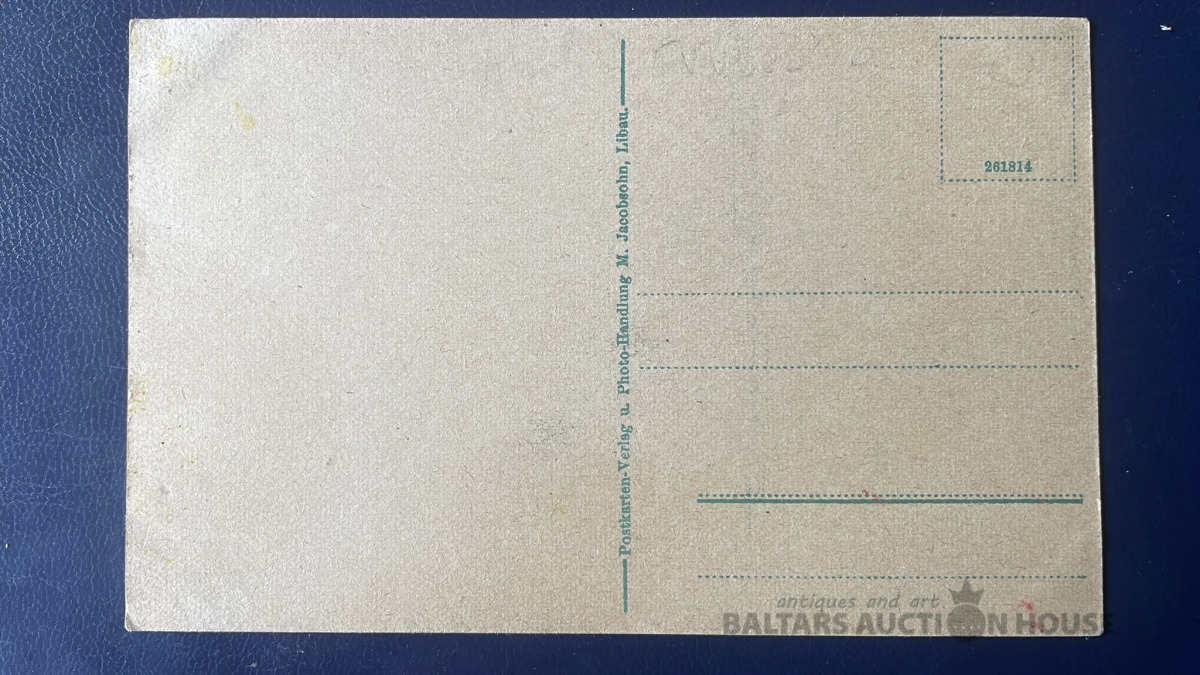 Postkarten-Verlag u. Photo-Handlung M. Jacobsohn, Libau.
261814
antiques and art
BALTARS AUCTION HOUSE